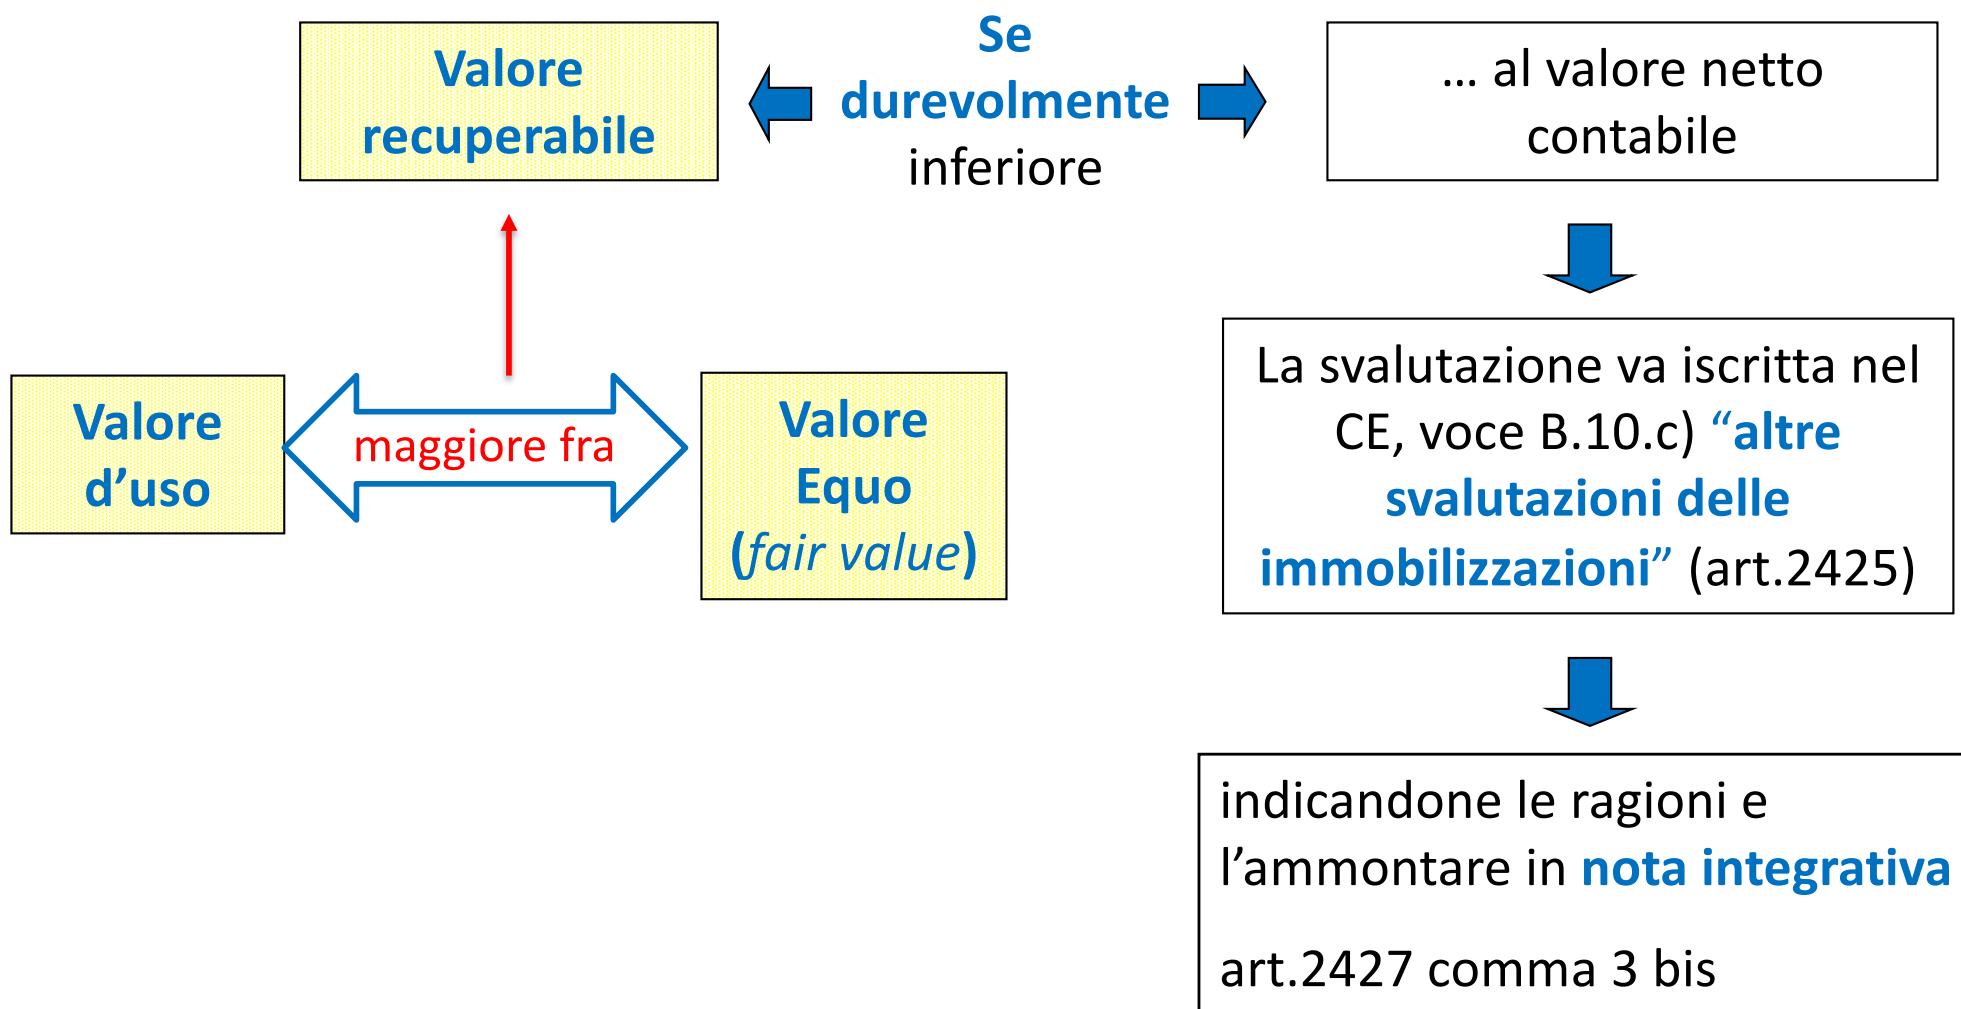 Valore
recuperabile
Se
durevolmente
inferiore
... al valore netto
contabile
Valore
d’uso
maggiore fra
Valore
Equo
(fair value)
La svalutazione va iscritta nel
CE, voce B.10.c) “altre
svalutazioni delle
immobilizzazioni” (art.2425)
indicandone le ragioni e
l’ammontare in nota integrativa
art.2427 comma 3 bis